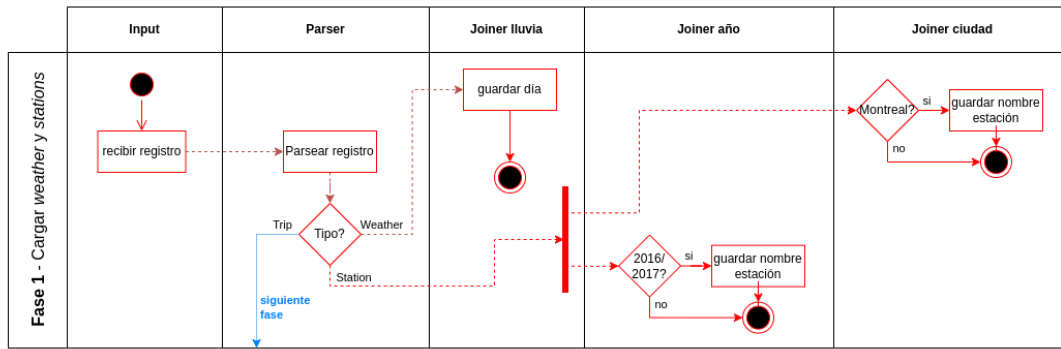 Input
Parser
Joiner lluvia
Joiner año
Joiner ciudad
Fase 1 - Cargar weather y stations
recibir registro
Parsear registro
Tipo?
Trip
Weather
Station
siguiente
fase
guardar día
2016/
2017?
si
no
guardar nombre
estación
Montreal?
si
no
guardar nombre
estación